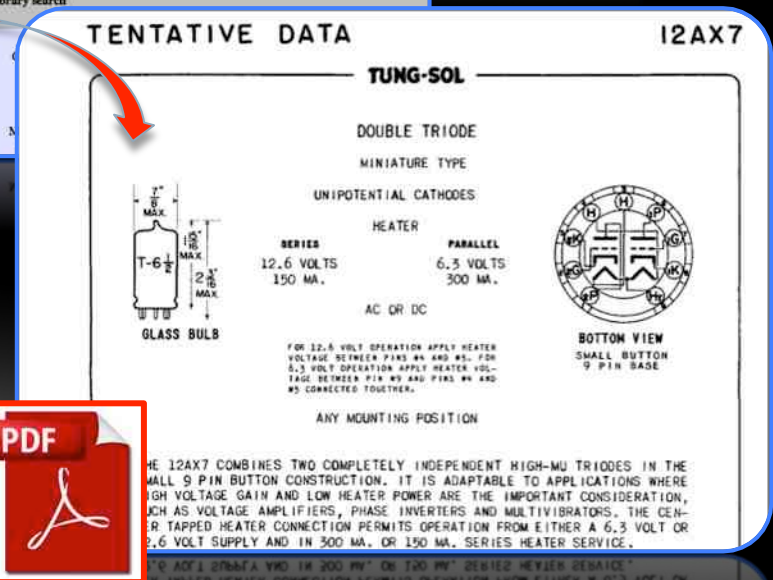 brary search
TENTATIVE DATA 12AX7
TUNG-SOL
DOUBLE TRIODE
MINIATURE TYPE
UNIPOTENTIAL CATHODES
HEATER
SERIES PARALLEL
12.6 VOLTS 6.3 VOLTS
150 MA. 300 MA.
AC OR DC
FOR 12.6 VOLT OPERATION APPLY HEATER
VOLTAGE BETWEEN PINS #4 AND #5. FOR
6.3 VOLT OPERATION APPLY HEATER VOL-
TAGE BETWEEN PIN #9 AND PINS #4 AND
#5 CONNECTED TOGETHER.
ANY MOUNTING POSITION
7"
8
MAX.
MAX
T-6 1/2
MAX
GLASS BULB
H H P G K P G K
BOTTOM VIEW
SMALL BUTTON
9 PIN BASE
PDF
HE 12AX7 COMBINES TWO COMPLETELY INDEPENDENT HIGH-MU TRIODES IN THE
MALL 9 PIN BUTTON CONSTRUCTION. IT IS ADAPTABLE TO APPLICATIONS WHERE
IGH VOLTAGE GAIN AND LOW HEATER POWER ARE THE IMPORTANT CONSIDERATION,
UCH AS VOLTAGE AMPLIFIERS, PHASE INVERTERS AND MULTIVIBRATORS. THE CEN-
ER TAPPED HEATER CONNECTION PERMITS OPERATION FROM EITHER A 6.3 VOLT OR
2.6 VOLT SUPPLY AND IN 300 MA. OR 150 MA. SERIES HEATER SERVICE.